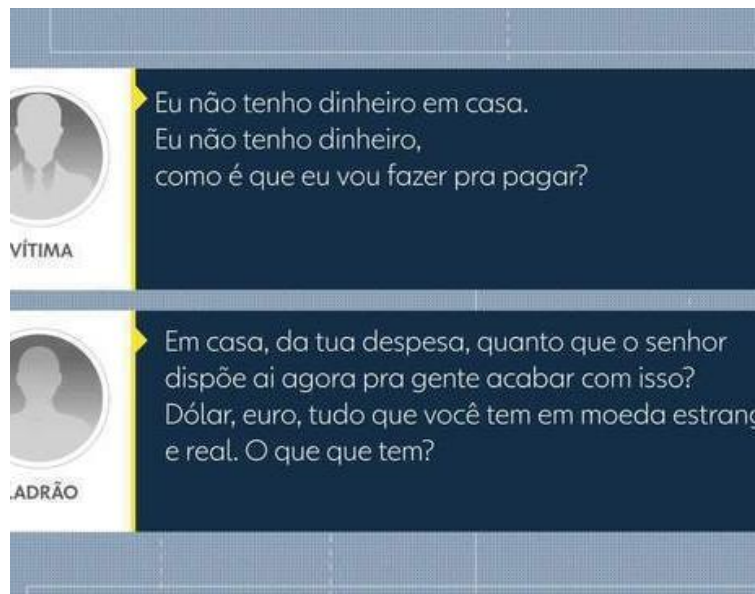 Eu não tenho dinheiro em casa.
Eu não tenho dinheiro,
como é que eu vou fazer pra pagar?
VÍTIMA
Em casa, da tua despesa, quanto que o senhor
dispõe ai agora pra gente acabar com isso?
Dólar, euro, tudo que você tem em moeda
e real. O que que tem?